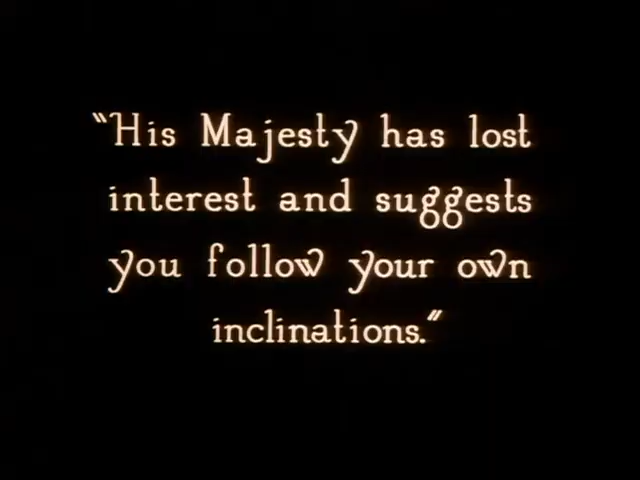 "His Majesty has lost
interest and suggests
you follow your own
inclinations."